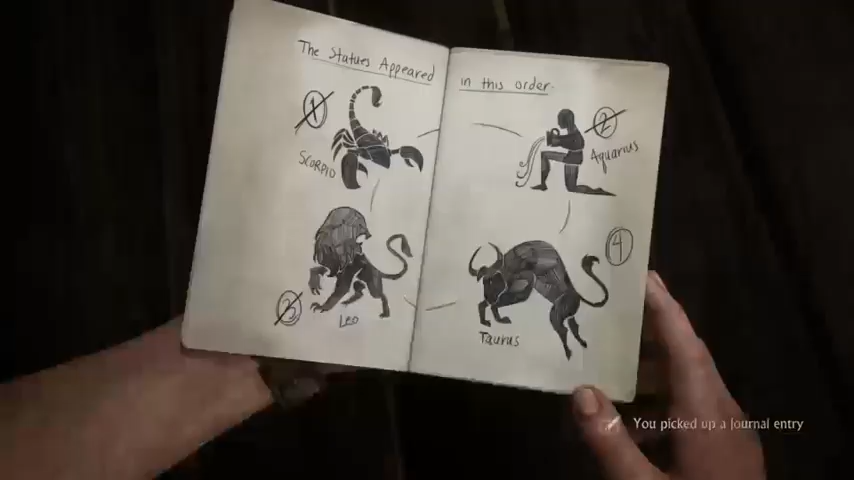 The Statues Appeared
in this order.
1
SCORPIO
2
Aquarius
3
Leo
4
Taurus
You picked up a Journal entry